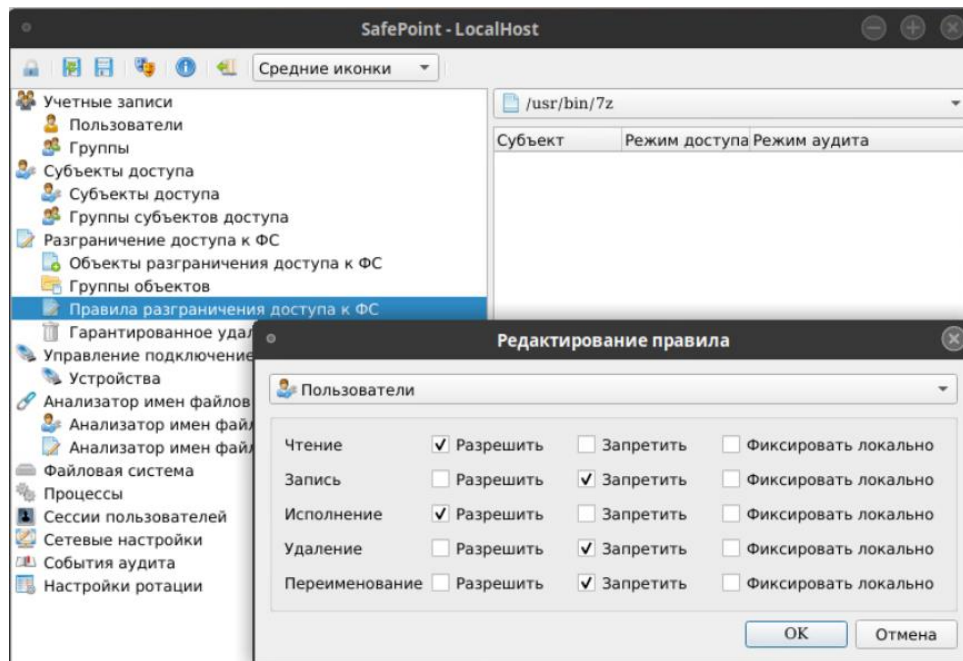 SafePoint - LocalHost
Средние иконки
Учетные записи
Пользователи
Группы
Субъекты доступа
Субъекты доступа
Группы субъектов доступа
Разграничение доступа к ФС
Объекты разграничения доступа к ФС
Группы объектов
Правила разграничения доступа к ФС
Гарантированное удал
Управление подключение
Устройства
Анализатор имен файлов
Анализатор имен файл
Анализатор имен файл
Файловая система
Процессы
Сессии пользователей
Сетевые настройки
События аудита
Настройки ротации
/usr/bin/7z
Субъект Режим доступа Режим аудита
Редактирование правила
Пользователи
Чтение Разрешить Запретить Фиксировать локально
Запись Разрешить Запретить Фиксировать локально
Исполнение Разрешить Запретить Фиксировать локально
Удаление Разрешить Запретить Фиксировать локально
Переименование Разрешить Запретить Фиксировать локально
OK Отмена